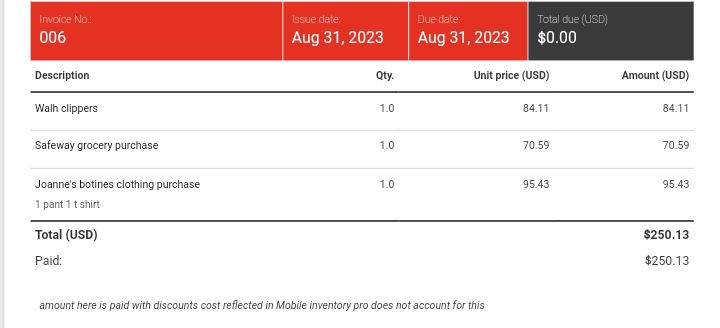 Invoice No.: Issue date: Due date: Total due (USD)
006 Aug 31, 2023 Aug 31, 2023 $0.00
Description Qty. Unit price (USD) Amount (USD)
Walh clippers 1.0 84.11 84.11
Safeway grocery purchase 1.0 70.59 70.59
Joanne's botines clothing purchase 1.0 95.43 95.43
1 pant 1 t shirt
Total (USD) $250.13
Paid: $250.13
amount here is paid with discounts cost reflected in Mobile inventory pro does not account for this